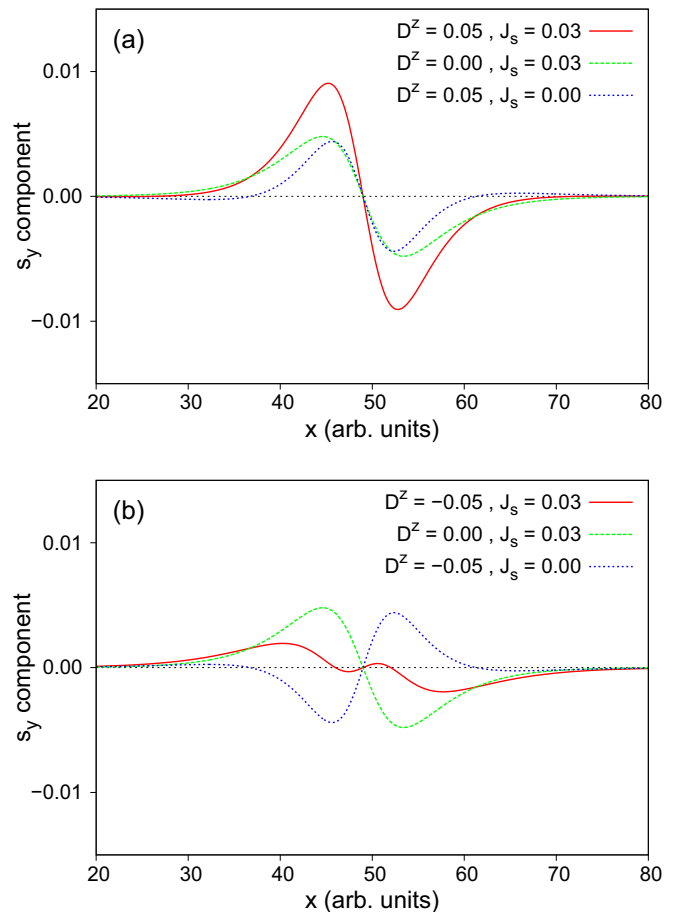 (a)
D^z = 0.05 , J_s = 0.03
D^z = 0.00 , J_s = 0.03
D^z = 0.05 , J_s = 0.00
0.01
0.00
−0.01
s_y component
20 30 40 50 60 70 80
x (arb. units)
(b)
D^z = −0.05 , J_s = 0.03
D^z = 0.00 , J_s = 0.03
D^z = −0.05 , J_s = 0.00
0.01
0.00
−0.01
s_y component
20 30 40 50 60 70 80
x (arb. units)